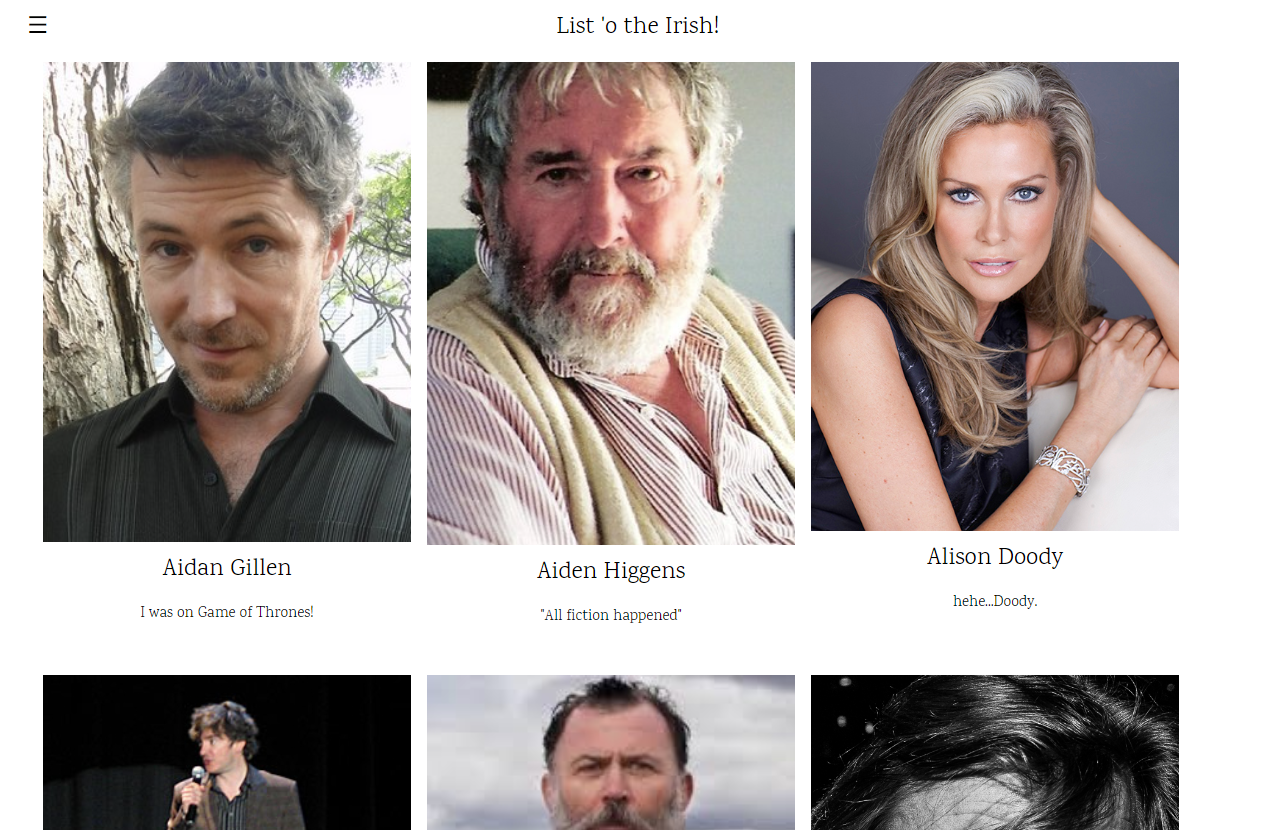 List 'o the Irish!
Aidan Gillen
I was on Game of Thrones!
Aiden Higgens
"All fiction happened"
Alison Doody
hehe...Doody.